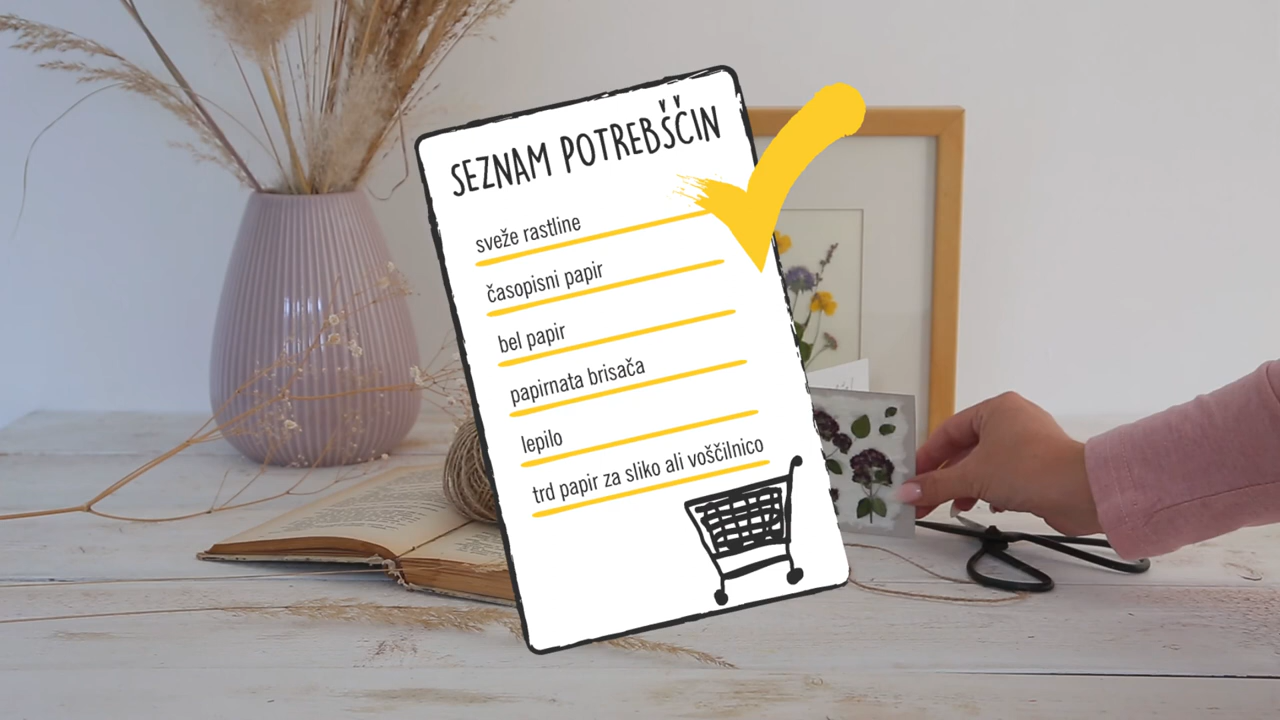 SEZNAM POTREBŠČIN
sveže rastline
časopisni papir
bel papir
papirnata brisača
lepilo
trd papir za sliko ali voščilnico